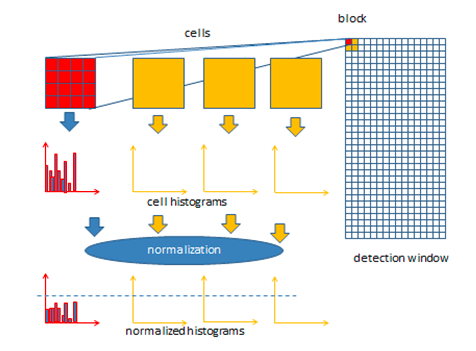 block
cells
cell histograms
normalization
detection window
normalized histograms